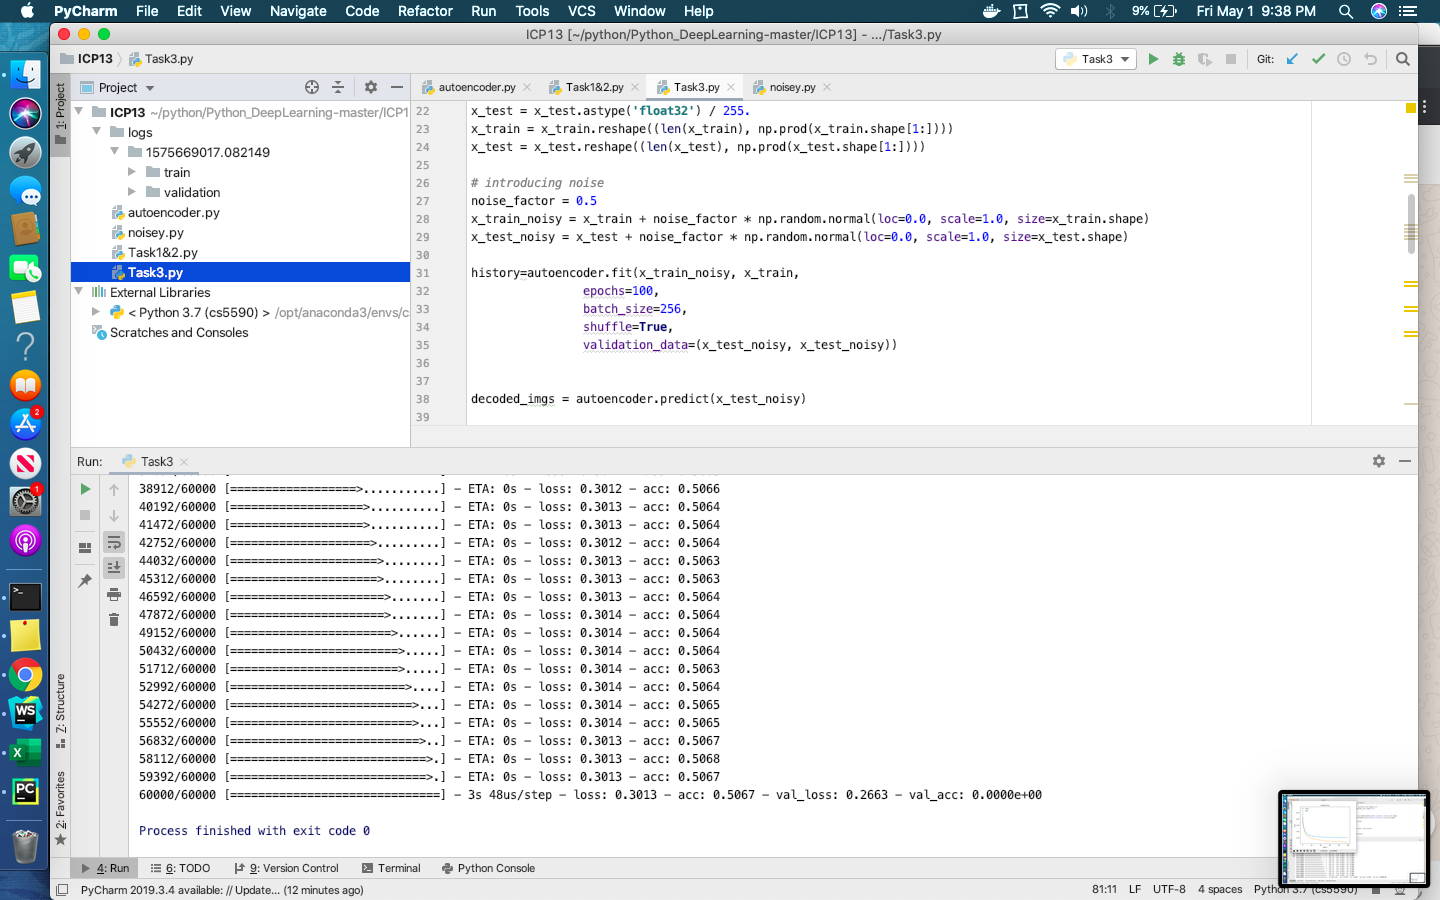 PyCharm File Edit View Navigate Code Refactor Run Tools VCS Window Help 9% Fri May 1 9:38 PM
ICP13 [~/python/Python_DeepLearning-master/ICP13] - .../Task3.py
ICP13 Task3.py Task3 Git:
Project autoencoder.py Task1&2.py Task3.py noisey.py
1: Project
ICP13 ~/python/Python_DeepLearning-master/ICP1
logs
1575669017.082149
train
validation
autoencoder.py
noisey.py
Task1&2.py
Task3.py
External Libraries
< Python 3.7 (cs5590) > /opt/anaconda3/envs/c
Scratches and Consoles
22 x_test = x_test.astype('float32') / 255.
23 x_train = x_train.reshape((len(x_train), np.prod(x_train.shape[1:])))
24 x_test = x_test.reshape((len(x_test), np.prod(x_test.shape[1:])))
25
26 # introducing noise
27 noise_factor = 0.5
28 x_train_noisy = x_train + noise_factor * np.random.normal(loc=0.0, scale=1.0, size=x_train.shape)
29 x_test_noisy = x_test + noise_factor * np.random.normal(loc=0.0, scale=1.0, size=x_test.shape)
30
31 history=autoencoder.fit(x_train_noisy, x_train,
32 epochs=100,
33 batch_size=256,
34 shuffle=True,
35 validation_data=(x_test_noisy, x_test_noisy))
36
37
38 decoded_imgs = autoencoder.predict(x_test_noisy)
39
Run: Task3
38912/60000 [==================>...........] - ETA: 0s - loss: 0.3012 - acc: 0.5066
40192/60000 [===================>..........] - ETA: 0s - loss: 0.3013 - acc: 0.5064
41472/60000 [===================>..........] - ETA: 0s - loss: 0.3013 - acc: 0.5064
42752/60000 [====================>.........] - ETA: 0s - loss: 0.3012 - acc: 0.5064
44032/60000 [=====================>........] - ETA: 0s - loss: 0.3013 - acc: 0.5063
45312/60000 [=====================>........] - ETA: 0s - loss: 0.3013 - acc: 0.5063
46592/60000 [======================>.......] - ETA: 0s - loss: 0.3013 - acc: 0.5064
47872/60000 [======================>.......] - ETA: 0s - loss: 0.3014 - acc: 0.5064
49152/60000 [=======================>......] - ETA: 0s - loss: 0.3014 - acc: 0.5064
50432/60000 [========================>.....] - ETA: 0s - loss: 0.3014 - acc: 0.5064
51712/60000 [========================>.....] - ETA: 0s - loss: 0.3014 - acc: 0.5063
52992/60000 [=========================>....] - ETA: 0s - loss: 0.3014 - acc: 0.5064
54272/60000 [==========================>...] - ETA: 0s - loss: 0.3014 - acc: 0.5065
55552/60000 [==========================>...] - ETA: 0s - loss: 0.3014 - acc: 0.5065
56832/60000 [===========================>..] - ETA: 0s - loss: 0.3013 - acc: 0.5067
58112/60000 [============================>.] - ETA: 0s - loss: 0.3013 - acc: 0.5068
59392/60000 [============================>.] - ETA: 0s - loss: 0.3013 - acc: 0.5067
60000/60000 [==============================] - 3s 48us/step - loss: 0.3013 - acc: 0.5067 - val_loss: 0.2663 - val_acc: 0.0000e+00
Process finished with exit code 0
Z: Structure
2: Favorites
4: Run 6: TODO 9: Version Control Terminal Python Console
PyCharm 2019.3.4 available: // Update... (12 minutes ago) 81:11 LF UTF-8 4 spaces Python 3.7 (cs5590)
2
1
WS
X
PC